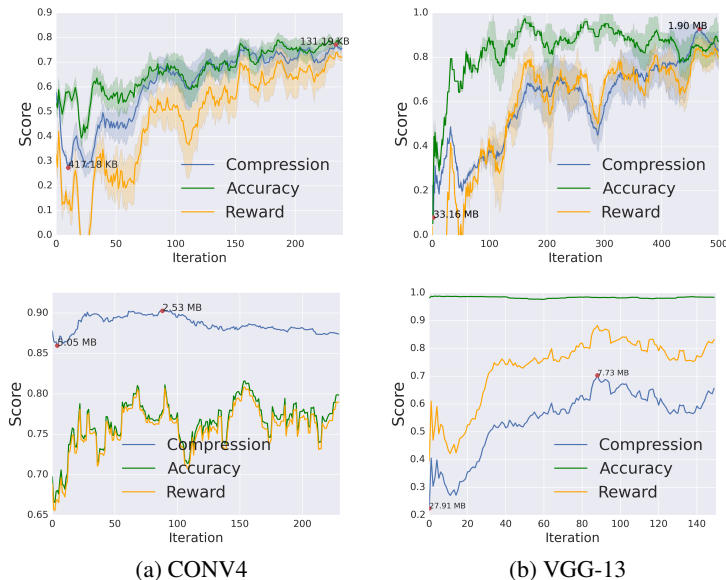 0.9
0.8
0.7
0.6
0.5
0.4
0.3
0.2
0.1
0.0
Score
131.19 KB
417.18 KB
Compression
Accuracy
Reward
0 50 100 150 200
Iteration
1.0
0.8
0.6
0.4
0.2
0.0
Score
1.90 MB
33.16 MB
Compression
Accuracy
Reward
0 100 200 300 400 500
Iteration
0.90
0.85
0.80
0.75
0.70
0.65
Score
2.53 MB
Compression
Accuracy
Reward
0 50 100 150 200
Iteration
1.0
0.9
0.8
0.7
0.6
0.5
0.4
0.3
0.2
Score
7.73 MB
27.91 MB
Compression
Accuracy
Reward
0 20 40 60 80 100 120 140
Iteration
(a) CONV4
(b) VGG-13